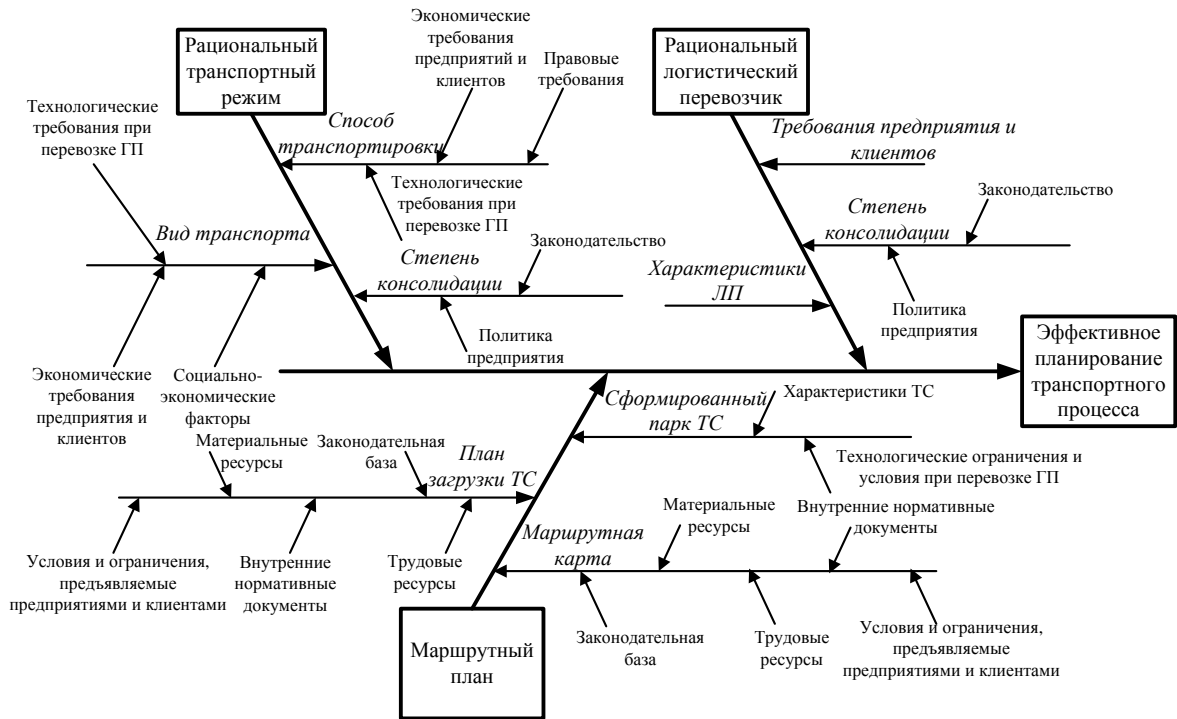 Рациональный
транспортный
режим
Экономические
требования
предприятий и
клиентов
Правовые
требования
Рациональный
логистический
перевозчик
Технологические
требования при
перевозке ГП
Способ
транспортировки
Технологические
требования при
перевозке ГП
Требования предприятия и
клиентов
Вид транспорта
Степень
консолидации
Законодательство
Степень
консолидации
Законодательство
Характеристики
ЛП
Политика
предприятия
Политика
предприятия
Экономические
требования
предприятия и
клиентов
Социально-
экономические
факторы
Эффективное
планирование
транспортного
процесса
Сформированный
парк ТС
Характеристики ТС
Материальные
ресурсы
Законодательная
база
План
загрузки ТС
Технологические ограничения и
условия при перевозке ГП
Условия и ограничения,
предъявляемые
предприятиями и клиентами
Внутренние
нормативные
документы
Трудовые
ресурсы
Маршрутная
карта
Материальные
ресурсы
Внутренние нормативные
документы
Законодательная
база
Трудовые
ресурсы
Условия и ограничения,
предъявляемые
предприятиями и клиентами
Маршрутный
план